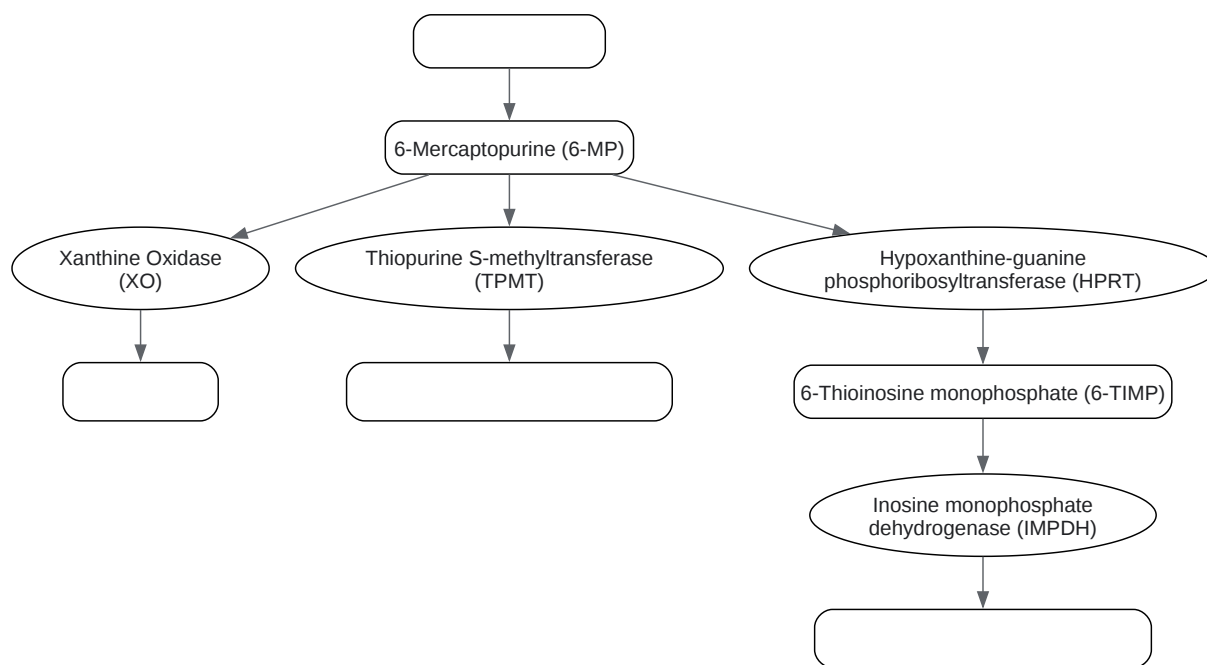 6-Mercaptopurine (6-MP)
Xanthine Oxidase
(XO)
Thiopurine S-methyltransferase
(TPMT)
Hypoxanthine-guanine
phosphoribosyltransferase (HPRT)
6-Thioinosine monophosphate (6-TIMP)
Inosine monophosphate
dehydrogenase (IMPDH)